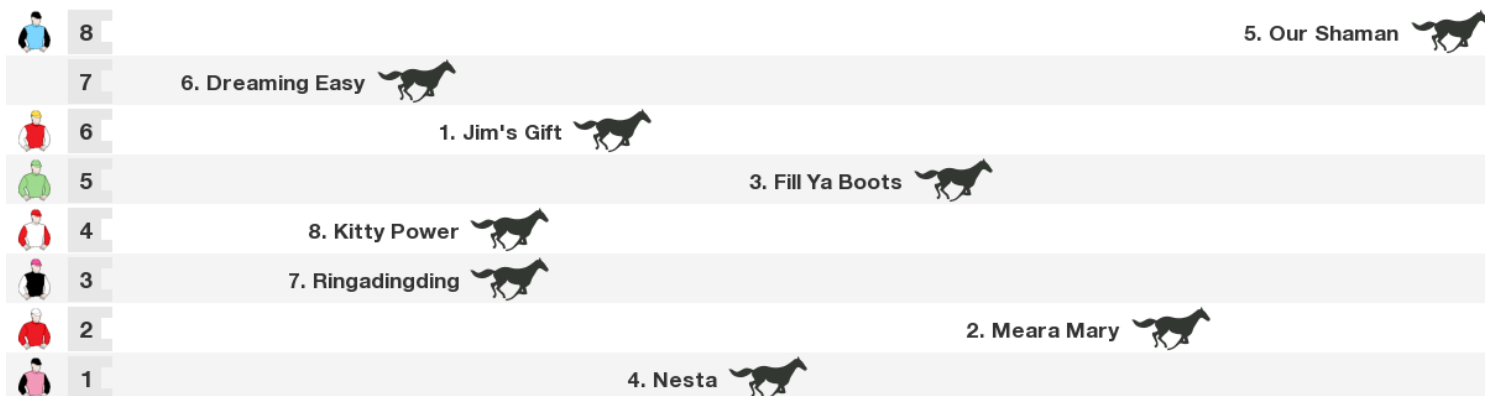 8 5. Our Shaman
7 6. Dreaming Easy
6 1. Jim's Gift
5 3. Fill Ya Boots
4 8. Kitty Power
3 7. Ringadingding
2 2. Meara Mary
1 4. Nesta